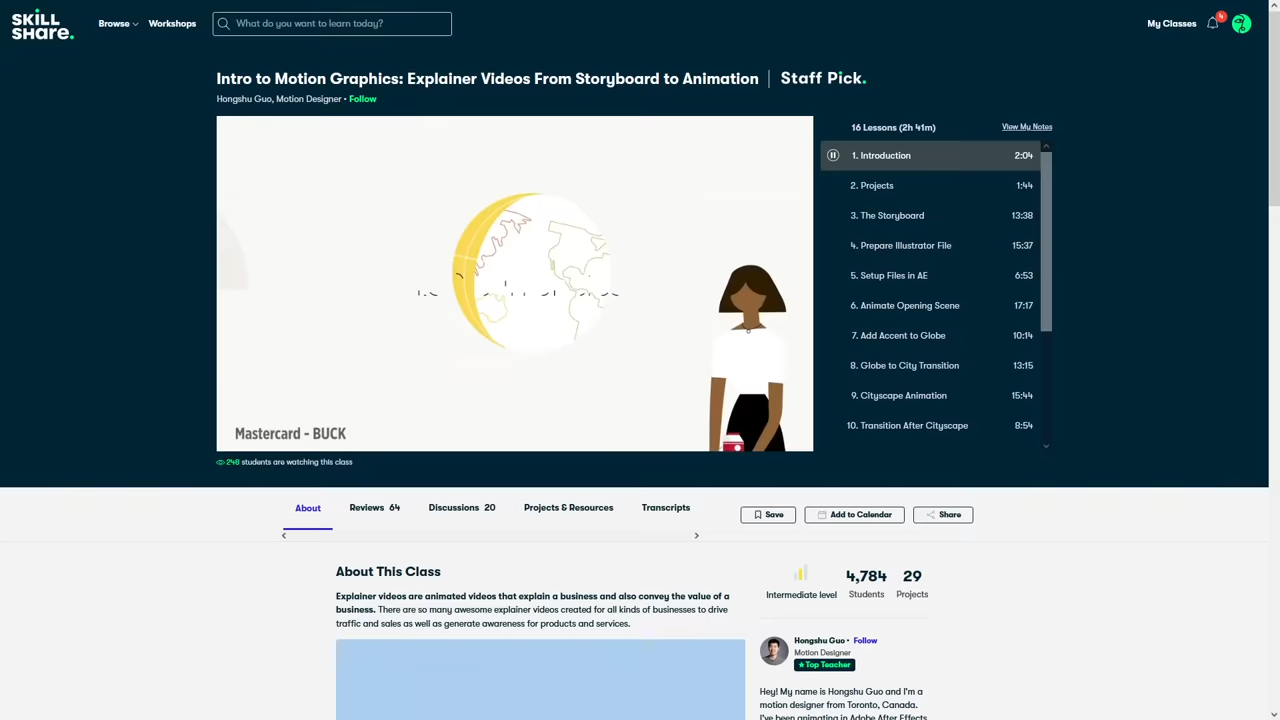 SKiLL
SHare.
Browse
Workshops
What do you want to learn today?
My Classes
4
Intro to Motion Graphics: Explainer Videos From Storyboard to Animation
Staff Pick.
Hongshu Guo, Motion Designer • Follow
16 Lessons (2h 41m)
View My Notes
1. Introduction 2:04
2. Projects 1:44
3. The Storyboard 13:38
4. Prepare Illustrator File 15:37
5. Setup Files in AE 6:53
6. Animate Opening Scene 17:17
7. Add Accent to Globe 10:14
8. Globe to City Transition 13:15
9. Cityscape Animation 15:44
10. Transition After Cityscape 8:54
Mastercard - BUCK
248 students are watching this class
About
Reviews 64
Discussions 20
Projects & Resources
Transcripts
Save
Add to Calendar
Share
About This Class
Explainer videos are animated videos that explain a business and also convey the value of a
business. There are so many awesome explainer videos created for all kinds of businesses to drive
traffic and sales as well as generate awareness for products and services.
Intermediate level
4,784
Students
29
Projects
Hongshu Guo • Follow
Motion Designer
Top Teacher
Hey! My name is Hongshu Guo and I'm a
motion designer from Toronto, Canada.
I've been animating in Adobe After Effects